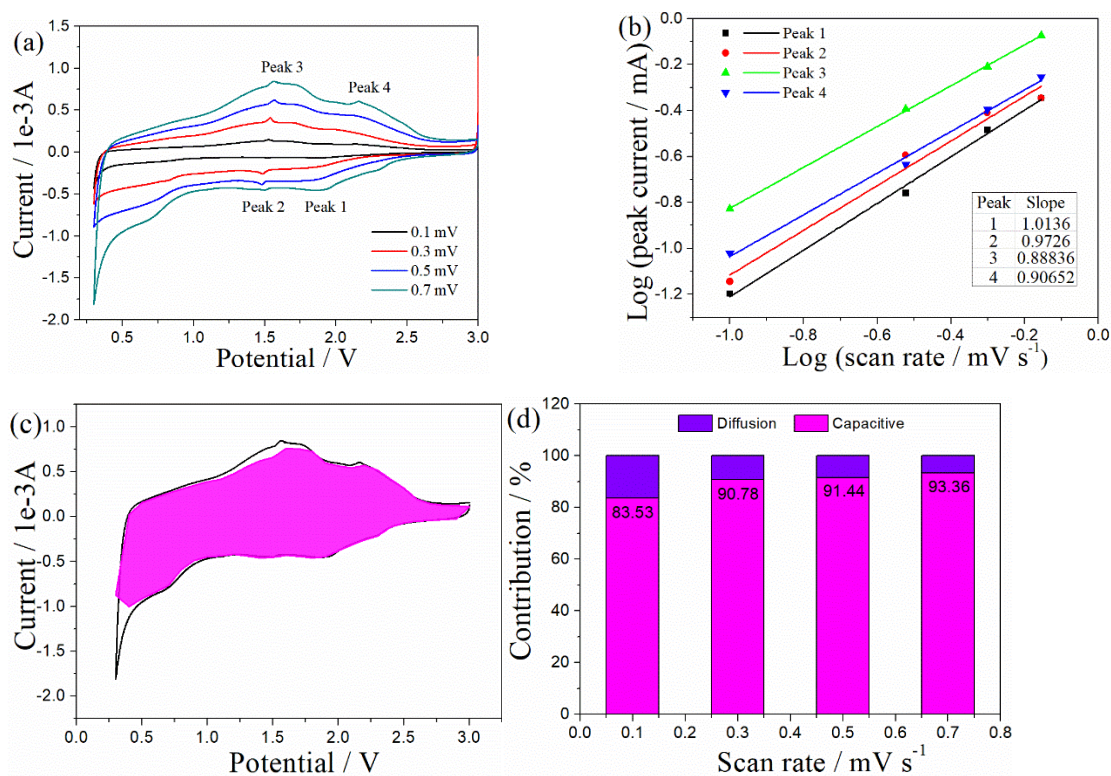 (a)
Current / 1e-3A
1.5
1.0
0.5
0.0
-0.5
-1.0
-1.5
-2.0
Peak 3
Peak 4
Peak 2
Peak 1
0.1 mV
0.3 mV
0.5 mV
0.7 mV
0.5 1.0 1.5 2.0 2.5 3.0
Potential / V
(b)
Log (peak current / mA)
0.0
-0.2
-0.4
-0.6
-0.8
-1.0
-1.2
Peak 1
Peak 2
Peak 3
Peak 4
Peak Slope
1 1.0136
2 0.9726
3 0.88836
4 0.90652
-1.0 -0.8 -0.6 -0.4 -0.2 0.0
Log (scan rate / mV s⁻¹)
(c)
Current / 1e-3A
1.0
0.5
0.0
-0.5
-1.0
-1.5
-2.0
0.0 0.5 1.0 1.5 2.0 2.5 3.0
Potential / V
(d)
Contribution / %
120
100
80
60
40
20
0
Diffusion Capacitive
83.53 90.78 91.44 93.36
0.1 0.2 0.3 0.4 0.5 0.6 0.7 0.8
Scan rate / mV s⁻¹